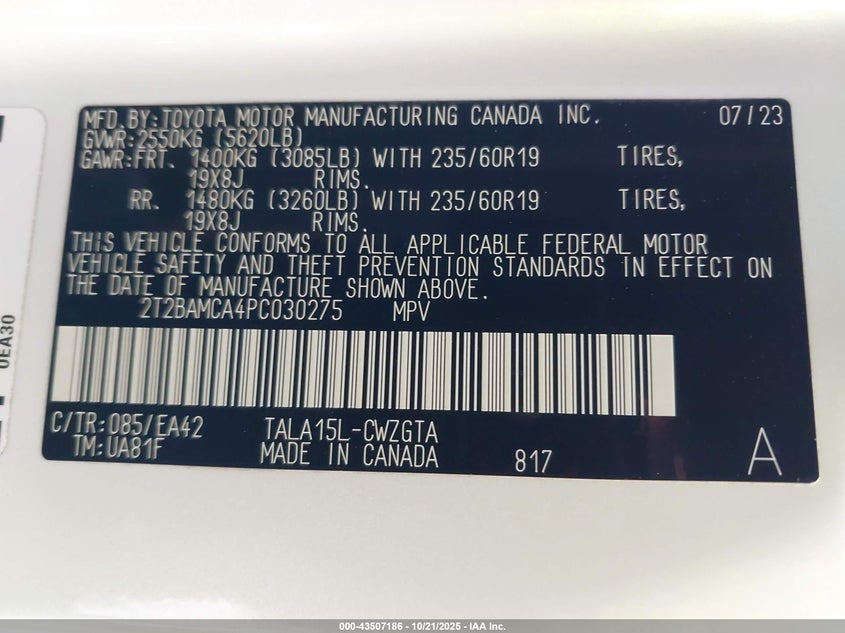 MFD.BY:TOYOTA MOTOR MANUFACTURING CANADA INC. 07/23
GVWR:2550KG (5620LB)
GAWR:FRT. 1400KG (3085LB) WITH 235/60R19 TIRES,
19X8J RIMS.
RR. 1480KG (3260LB) WITH 235/60R19 TIRES,
19X8J RIMS.
THIS VEHICLE CONFORMS TO ALL APPLICABLE FEDERAL MOTOR
VEHICLE SAFETY AND THEFT PREVENTION STANDARDS IN EFFECT ON
THE DATE OF MANUFACTURE SHOWN ABOVE.
2T2BAMCA4PC030275 MPV
C/TR:085/EA42 TALA15L-CWZGTA
TM:UA81F MADE IN CANADA 817 A
0EA30
000-43507186 - 10/21/2025 - IAA Inc.